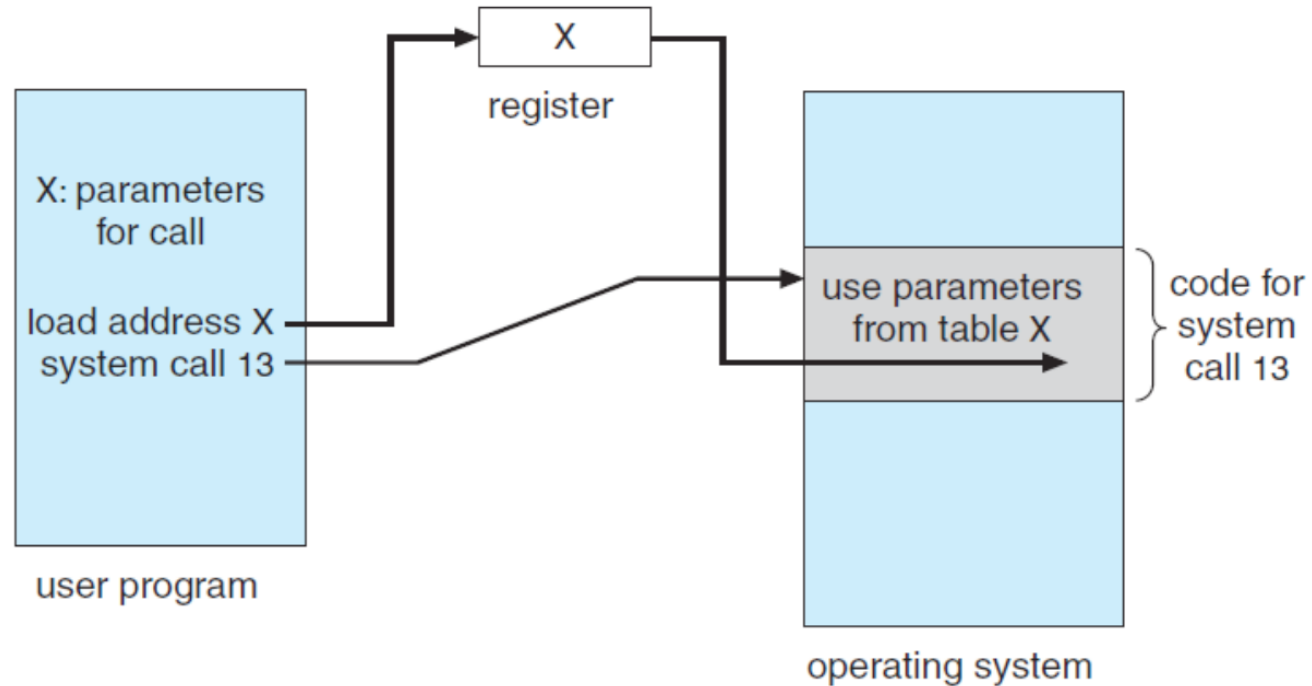 X
register
X: parameters
for call
load address X
system call 13
user program
use parameters
from table X
code for
system
call 13
operating system